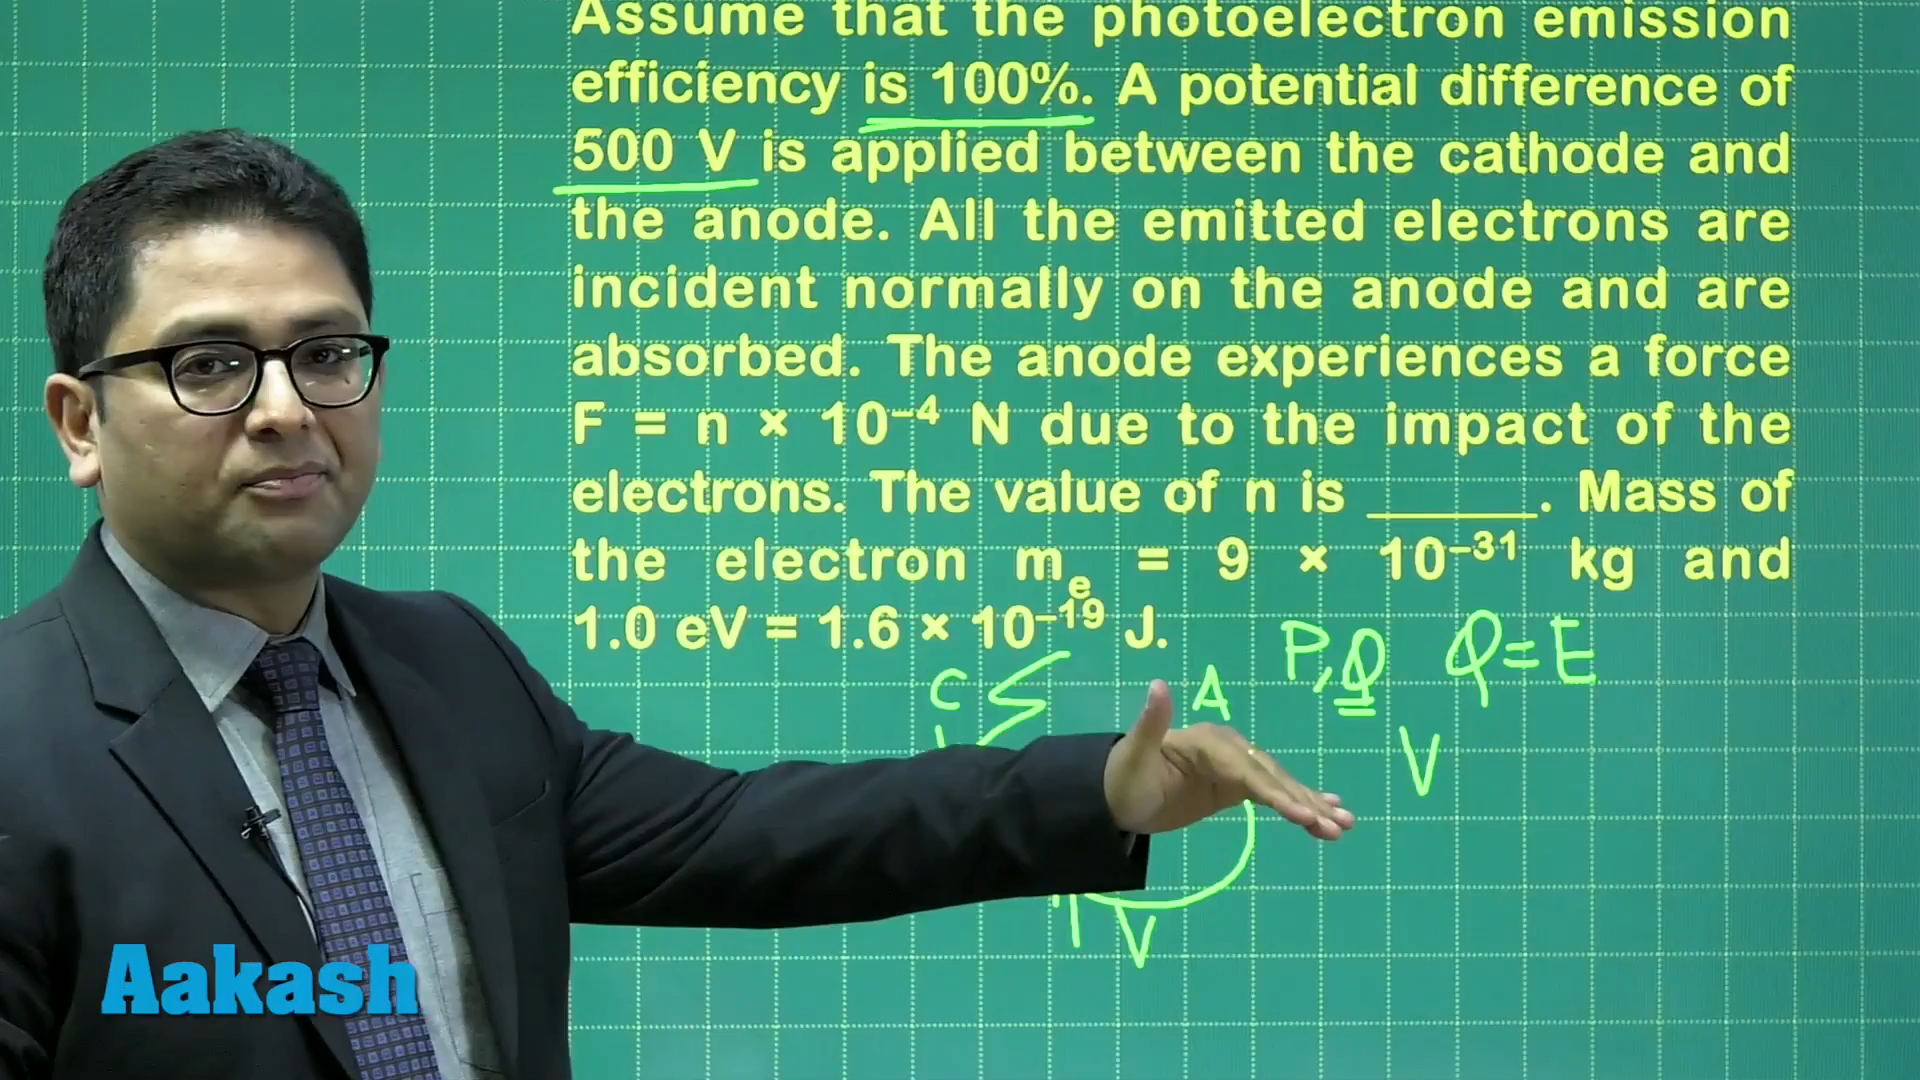 Assume that the photoelectron emission
efficiency is 100%. A potential difference of
500 V is applied between the cathode and
the anode. All the emitted electrons are
incident normally on the anode and are
absorbed. The anode experiences a force
F = n × 10⁻⁴ N due to the impact of the
electrons. The value of n is ______. Mass of
the electron mₑ = 9 × 10⁻³¹ kg and
1.0 eV = 1.6 × 10⁻¹⁹ J.
P, φ φ = E
C A
V
V
Aakash